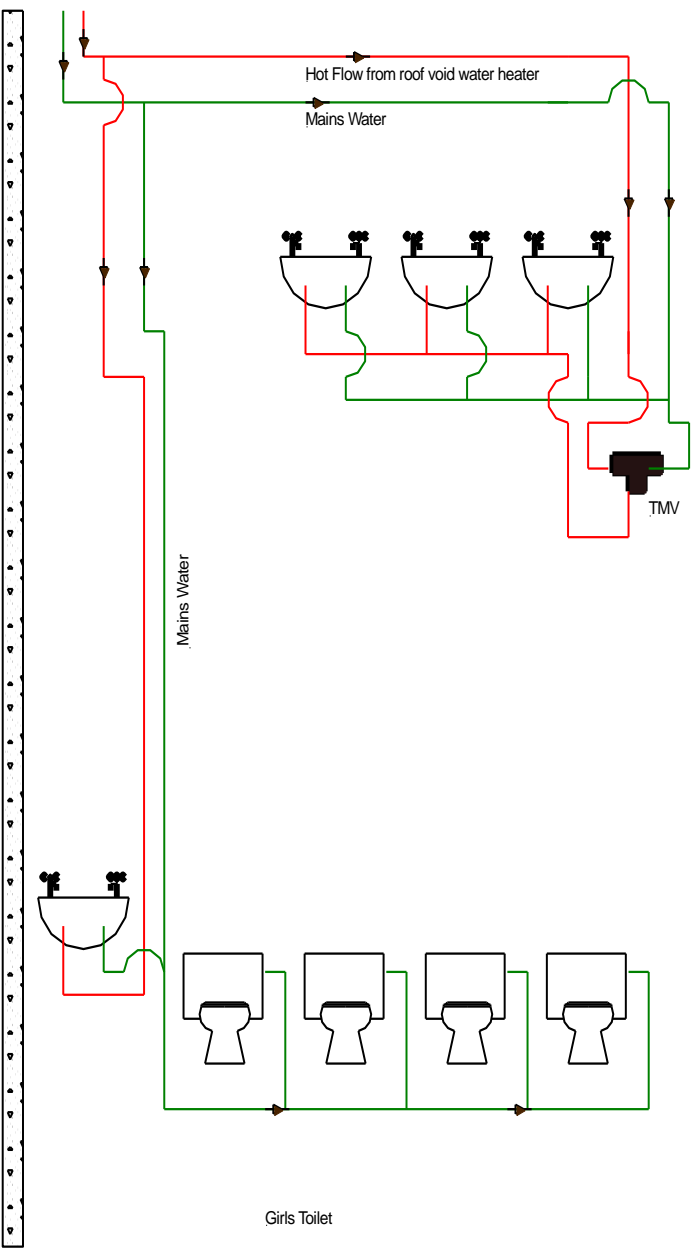 Hot Flow from roof void water heater
Mains Water
TMV
Mains Water
Girls Toilet